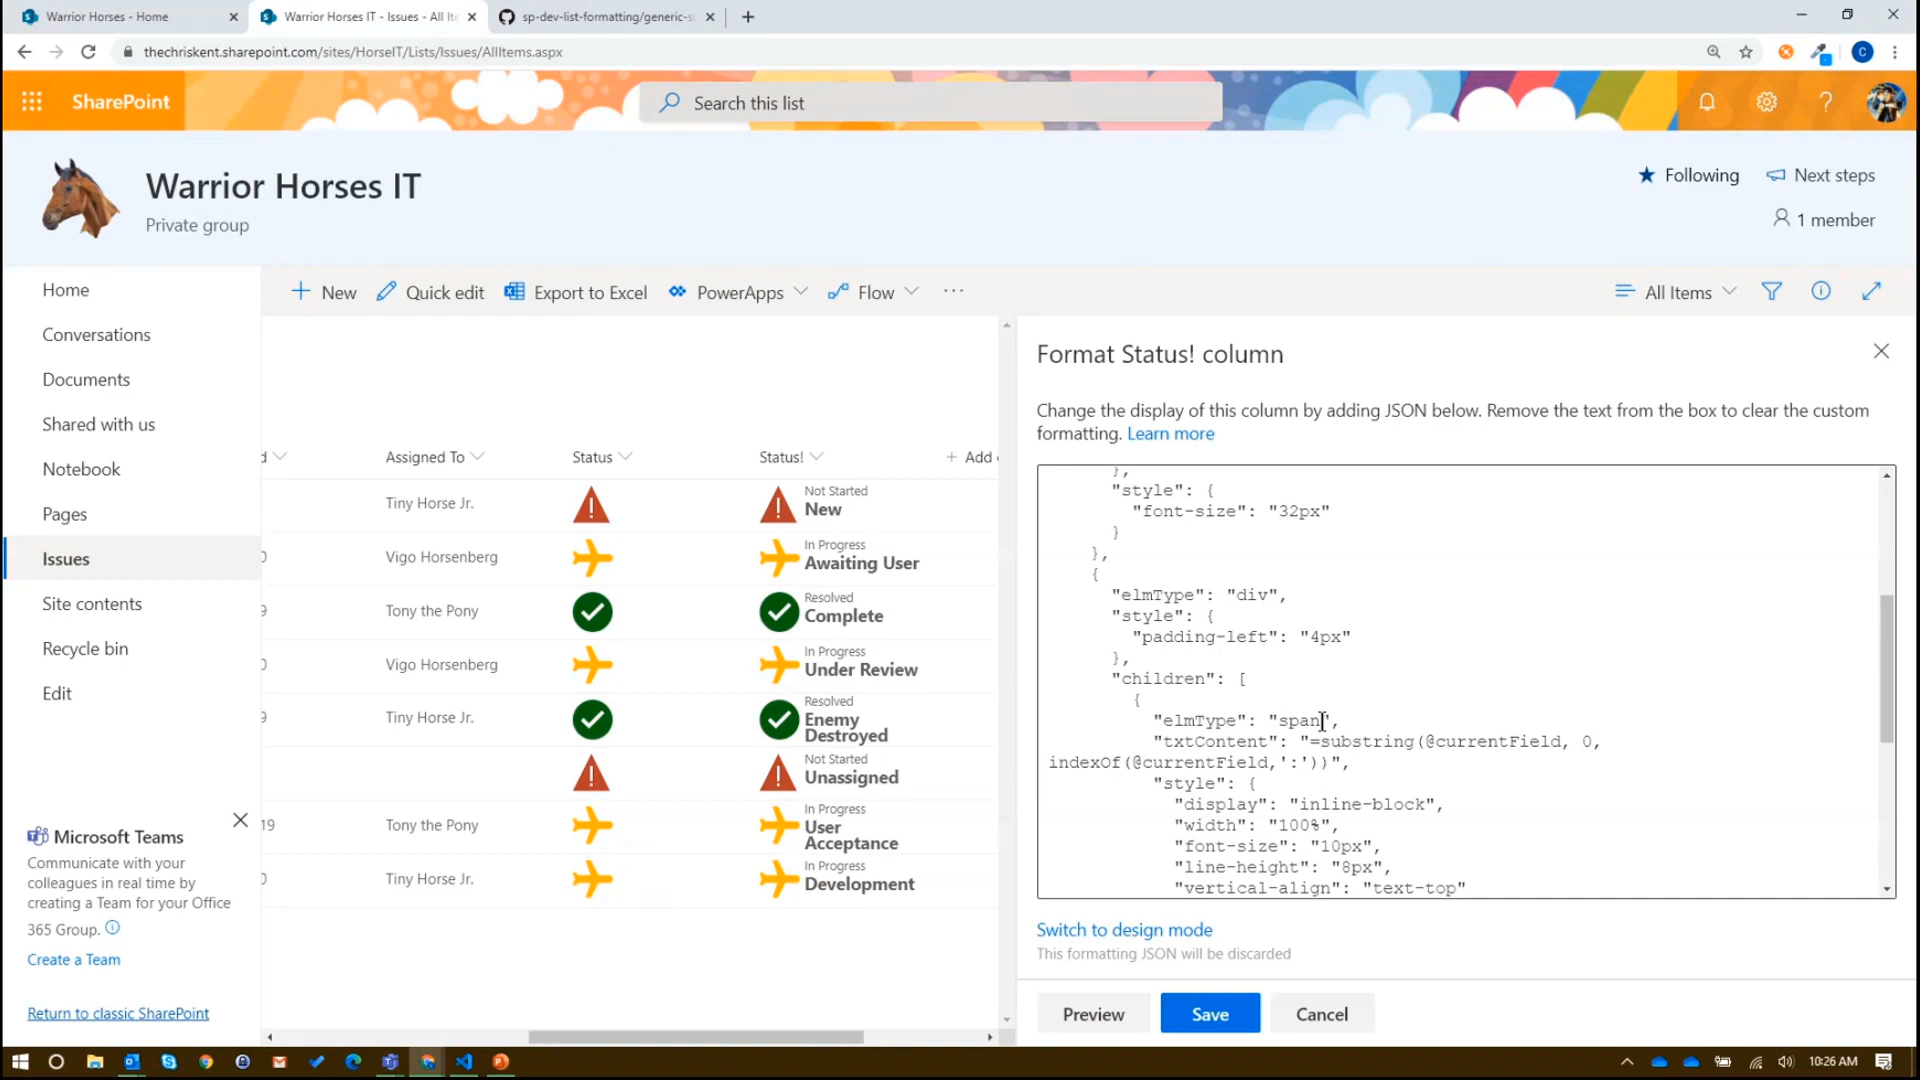 Warrior Horses - Home
Warrior Horses IT - Issues - All Ite
sp-dev-list-formatting/generic-s
thechriskent.sharepoint.com/sites/HorseIT/Lists/Issues/AllItems.aspx
C
SharePoint
Search this list
Warrior Horses IT
Private group
Following
Next steps
1 member
Home
Conversations
Documents
Shared with us
Notebook
Pages
Issues
Site contents
Recycle bin
Edit
Microsoft Teams
Communicate with your
colleagues in real time by
creating a Team for your Office
365 Group.
Create a Team
Return to classic SharePoint
New
Quick edit
Export to Excel
PowerApps
Flow
All Items
d
Assigned To
Status
Status!
+ Add
Tiny Horse Jr.
Not Started
New
0
Vigo Horsenberg
In Progress
Awaiting User
9
Tony the Pony
Resolved
Complete
0
Vigo Horsenberg
In Progress
Under Review
9
Tiny Horse Jr.
Resolved
Enemy
Destroyed
Not Started
Unassigned
19
Tony the Pony
In Progress
User
Acceptance
0
Tiny Horse Jr.
In Progress
Development
Format Status! column
Change the display of this column by adding JSON below. Remove the text from the box to clear the custom
formatting. Learn more
},
"style": {
"font-size": "32px"
}
},
{
"elmType": "div",
"style": {
"padding-left": "4px"
},
"children": [
{
"elmType": "span",
"txtContent": "=substring(@currentField, 0,
indexOf(@currentField,':'))",
"style": {
"display": "inline-block",
"width": "100%",
"font-size": "10px",
"line-height": "8px",
"vertical-align": "text-top"
Switch to design mode
This formatting JSON will be discarded
Preview
Save
Cancel
10:26 AM